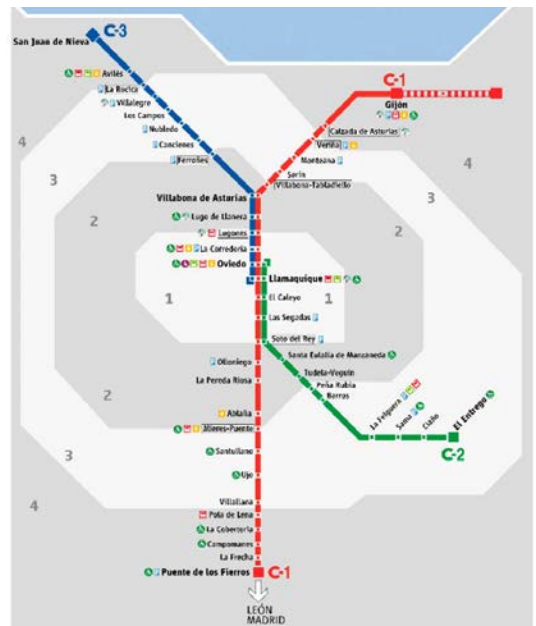 C-3
San Juan de Nieva
C-1
Gijón
Avilés
La Rocica
Villalegre
Los Campos
Nubledo
Cancienes
Ferroñes
Calzada de Asturias
Veriña
Monteana
Serín
Villabona-Tabladiello
4
3
2
4
3
2
Villabona de Asturias
Lugo de Llanera
Lugones
La Corredoria
Oviedo
Llamaquique
1
1
El Caleyo
Las Segadas
Soto del Rey
Santa Eulalia de Manzaneda
Olloniego
Tudela-Veguín
Peña Rubia
Barros
La Pereda Riosa
La Felguera
Sama
Ciaño
El Entrego
2
Ablaña
Mieres-Puente
C-2
3
Santullano
Ujo
4
Villallana
Pola de Lena
La Cobertoria
Campomanes
La Frecha
Puente de los Fierros
C-1
LEÓN
MADRID